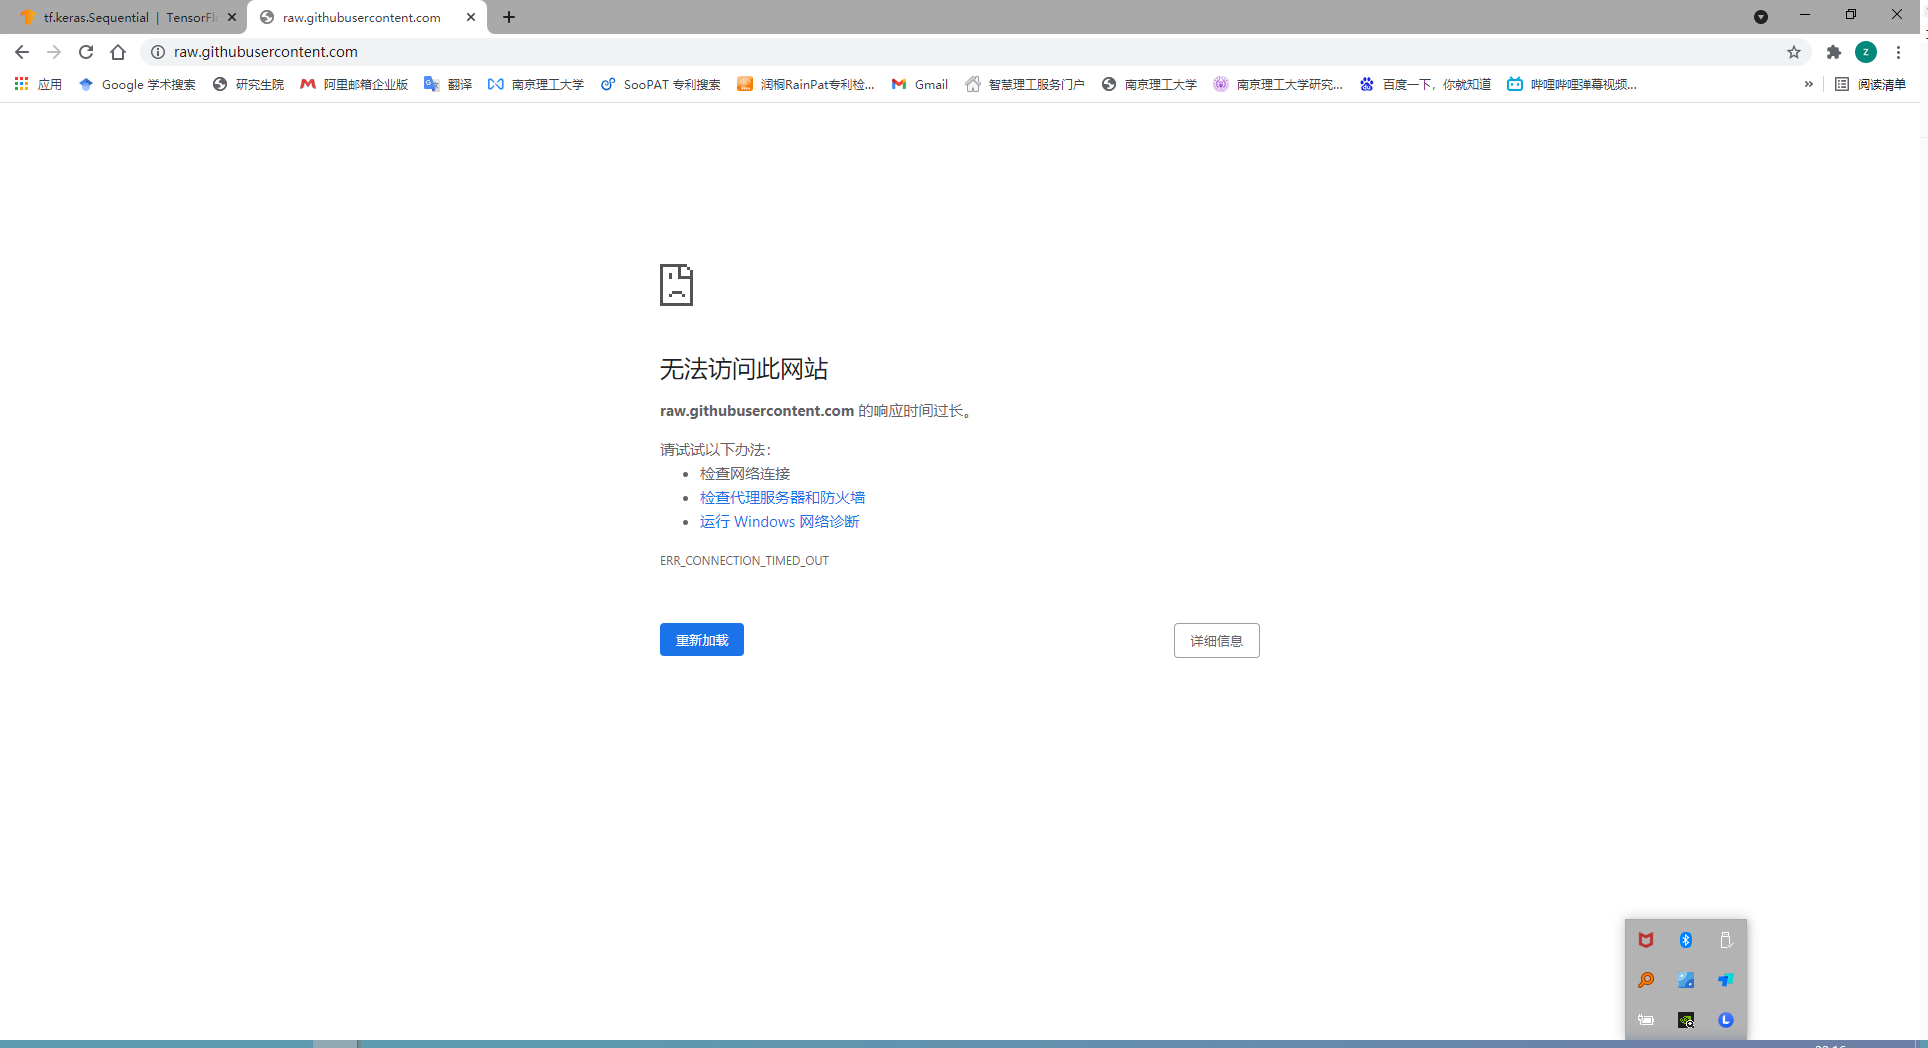 tf.keras.Sequential | TensorFl
raw.githubusercontent.com
raw.githubusercontent.com
Z
应用
Google 学术搜索
研究生院
阿里邮箱企业版
翻译
南京理工大学
SooPAT 专利搜索
润桐RainPat专利检...
Gmail
智慧理工服务门户
南京理工大学
南京理工大学研究...
百度一下，你就知道
哔哩哔哩弹幕视频...
»
阅读清单
无法访问此网站
raw.githubusercontent.com 的响应时间过长。
请试试以下办法：
• 检查网络连接
• 检查代理服务器和防火墙
• 运行 Windows 网络诊断
ERR_CONNECTION_TIMED_OUT
重新加载
详细信息